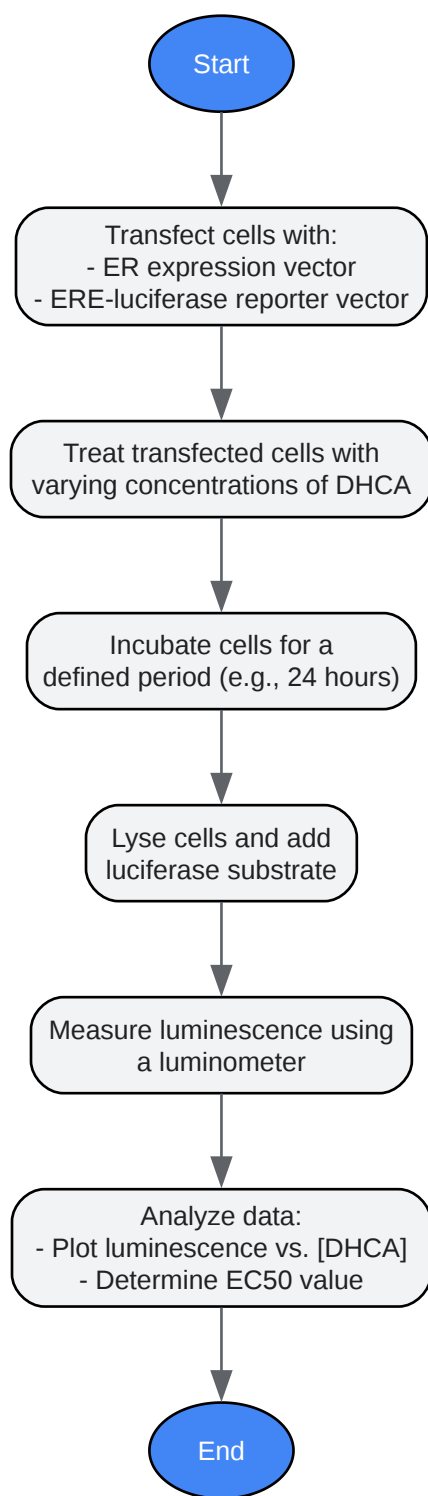 Start
Transfect cells with:
- ER expression vector
- ERE-luciferase reporter vector
Treat transfected cells with
varying concentrations of DHCA
Incubate cells for a
defined period (e.g., 24 hours)
Lyse cells and add
luciferase substrate
Measure luminescence using
a luminometer
Analyze data:
- Plot luminescence vs. [DHCA]
- Determine EC50 value
End